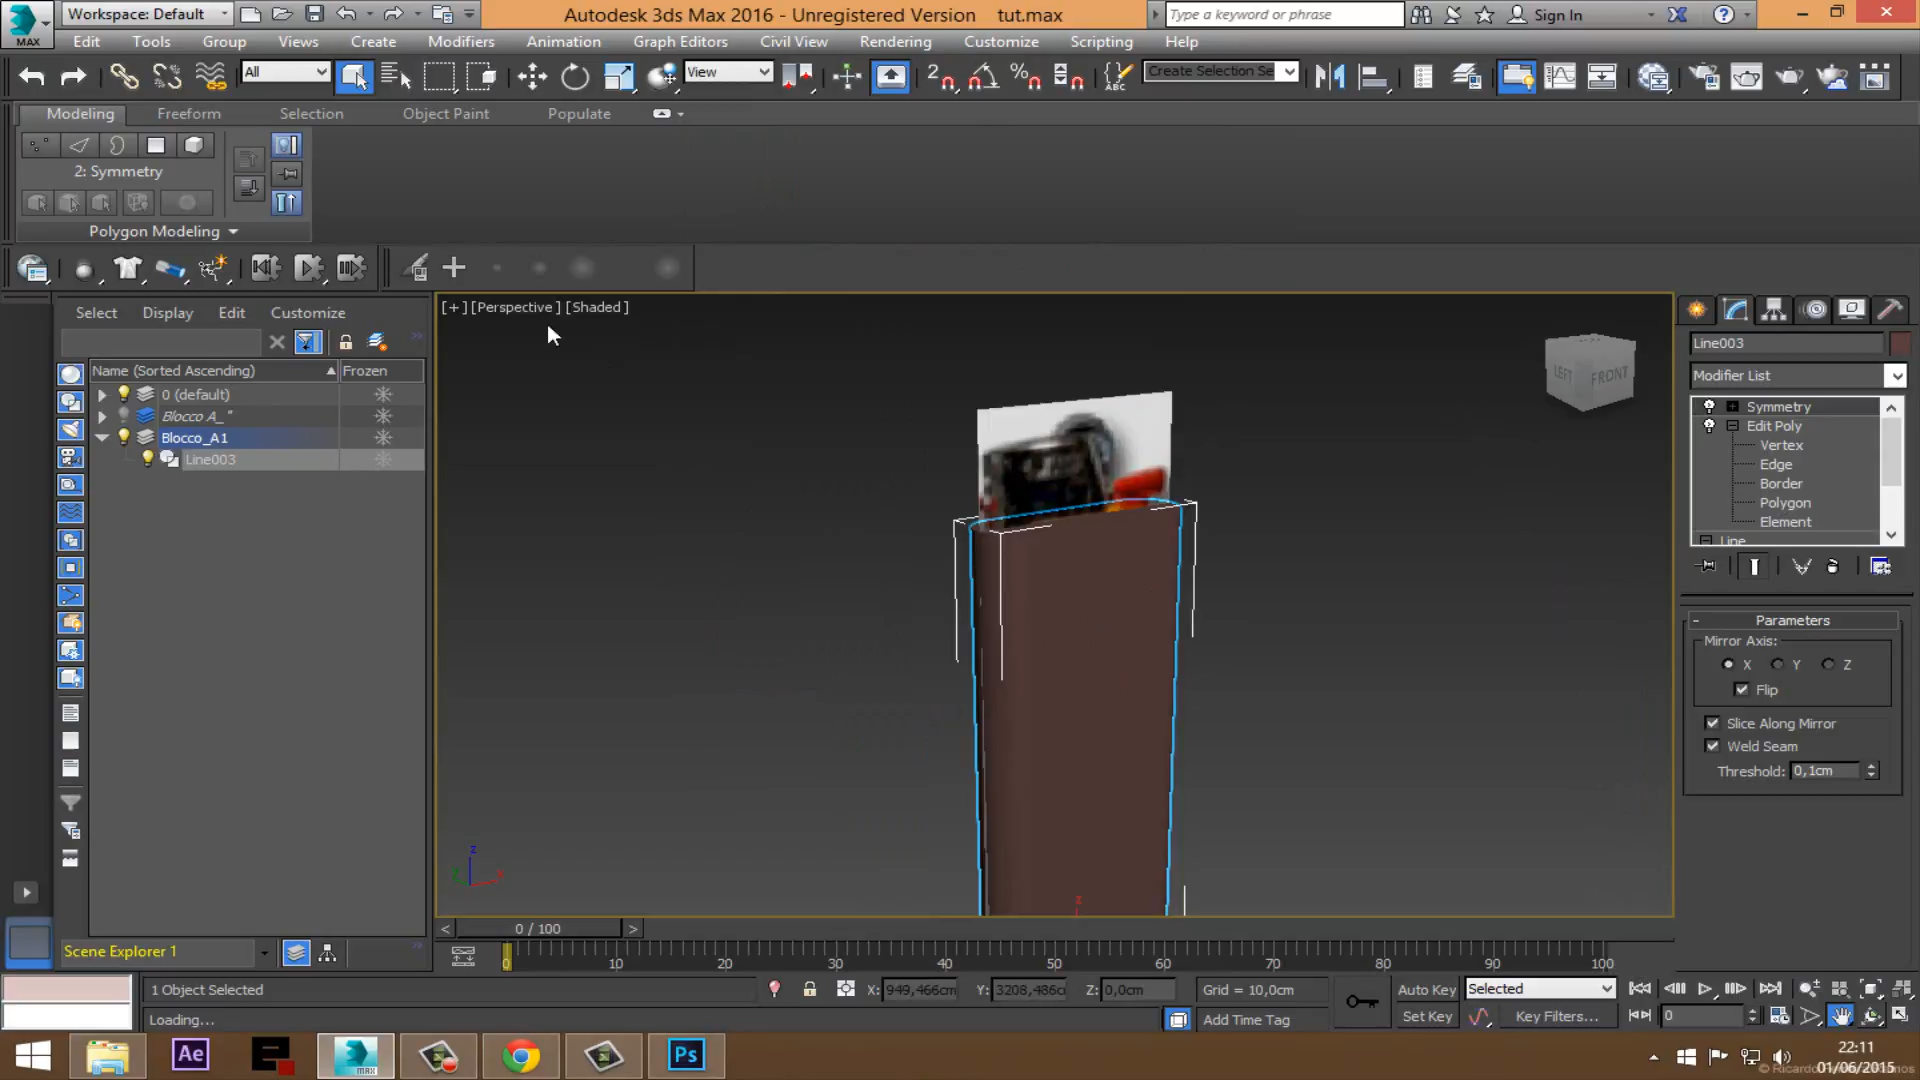 Workspace: Default
Autodesk 3ds Max 2016 - Unregistered Version tut.max
Type a keyword or phrase
Sign In
MAX
Edit Tools Group Views Create Modifiers Animation Graph Editors Civil View Rendering Customize Scripting Help
All
View
2
%
ABC
Create Selection Se
Modeling Freeform Selection Object Paint Populate
2: Symmetry
Polygon Modeling
Select Display Edit Customize
[+] [Perspective] [Shaded]
Name (Sorted Ascending) Frozen
0 (default)
Blocco A_"
Blocco_A1
Line003
LEFT FRONT
Line003
Modifier List
Symmetry
Edit Poly
Vertex
Edge
Border
Polygon
Element
Line
- Parameters
Mirror Axis:
X Y Z
Flip
Slice Along Mirror
Weld Seam
Threshold: 0,1cm
z
z
< 0 / 100 >
0 10 20 30 40 50 60 70 80 90 100
Scene Explorer 1
1 Object Selected
X: 949,466cm Y: 3208,486c Z: 0,0cm
Grid = 10,0cm
Auto Key Selected
Loading...
Add Time Tag
Set Key Key Filters...
0
Ae
MAX
Ps
22:11
01/06/2015